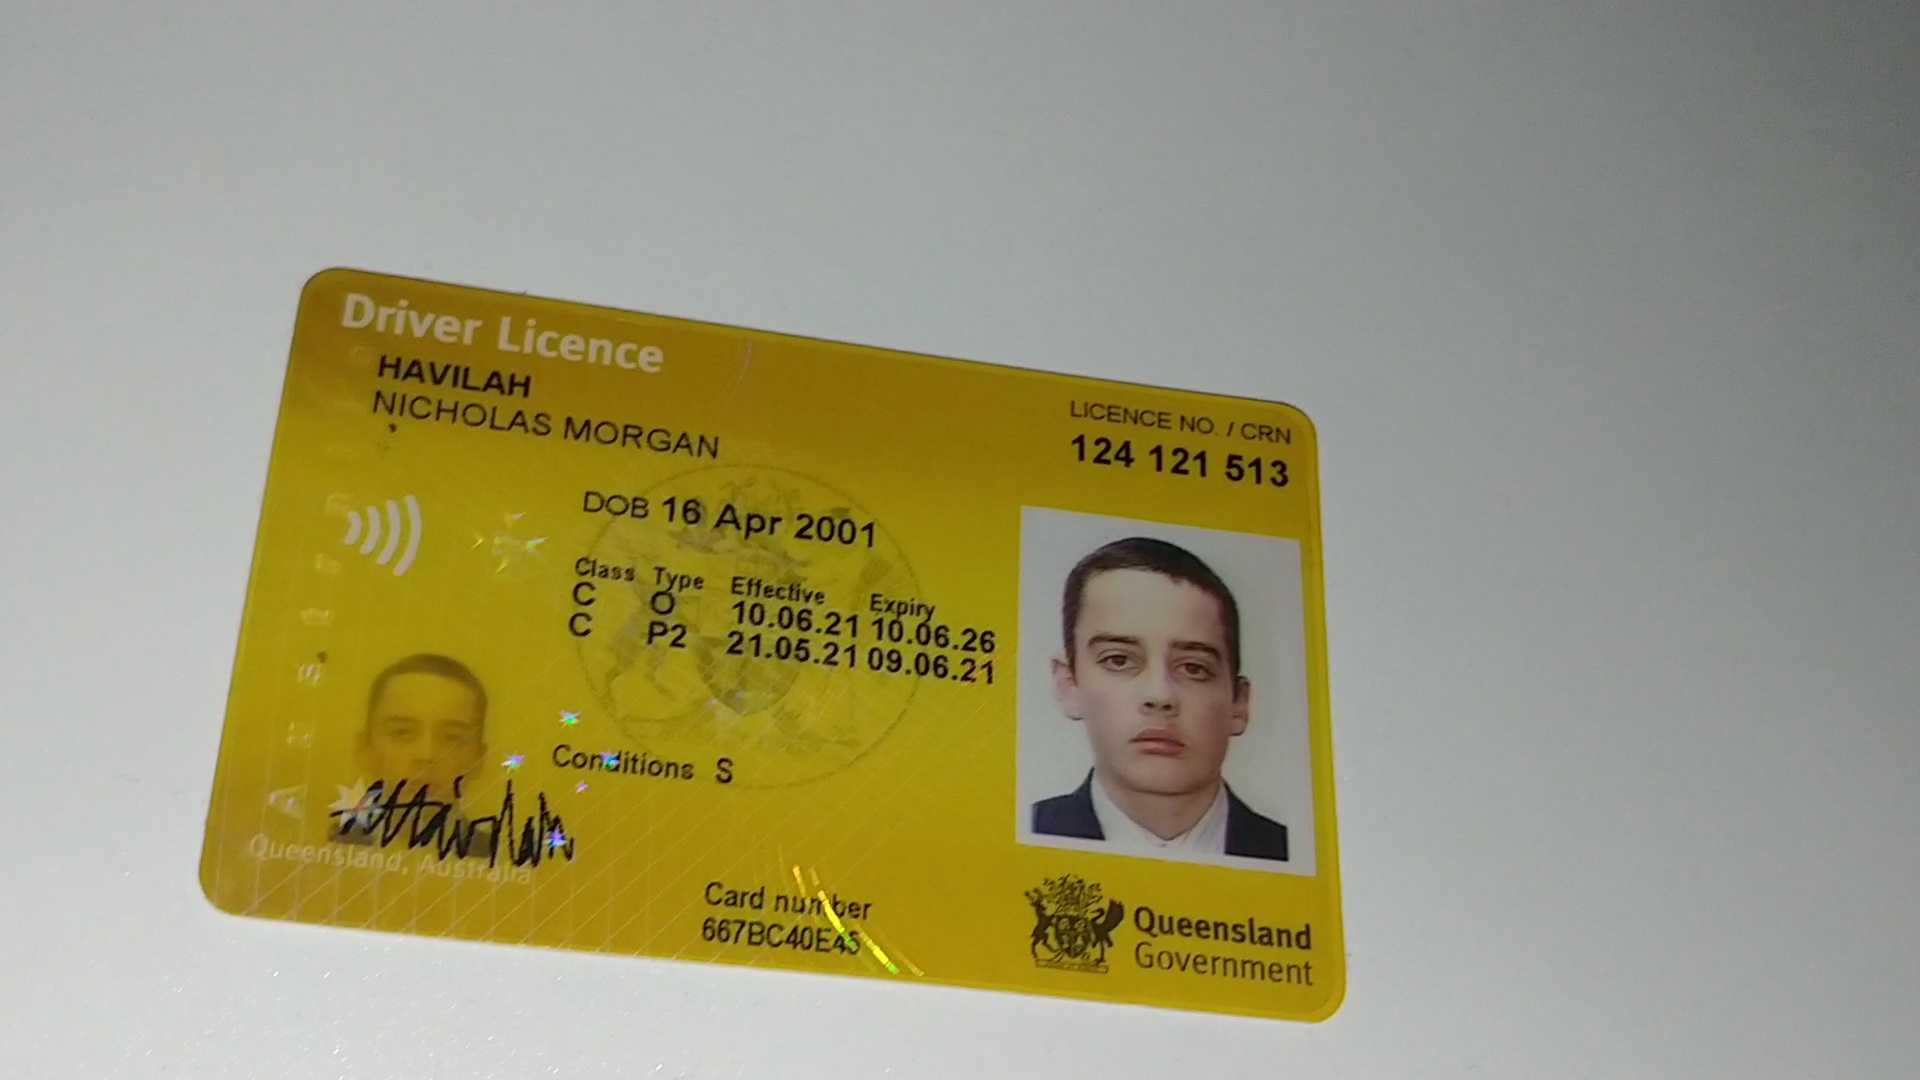 Driver Licence
HAVILAH
NICHOLAS MORGAN
LICENCE NO. / CRN
124 121 513
DOB 16 Apr 2001
Class Type Effective Expiry
C O 10.06.21 10.06.26
C P2 21.05.21 09.06.21
Conditions S
Queensland, Australia
Card number
667BC40E45
Queensland
Government